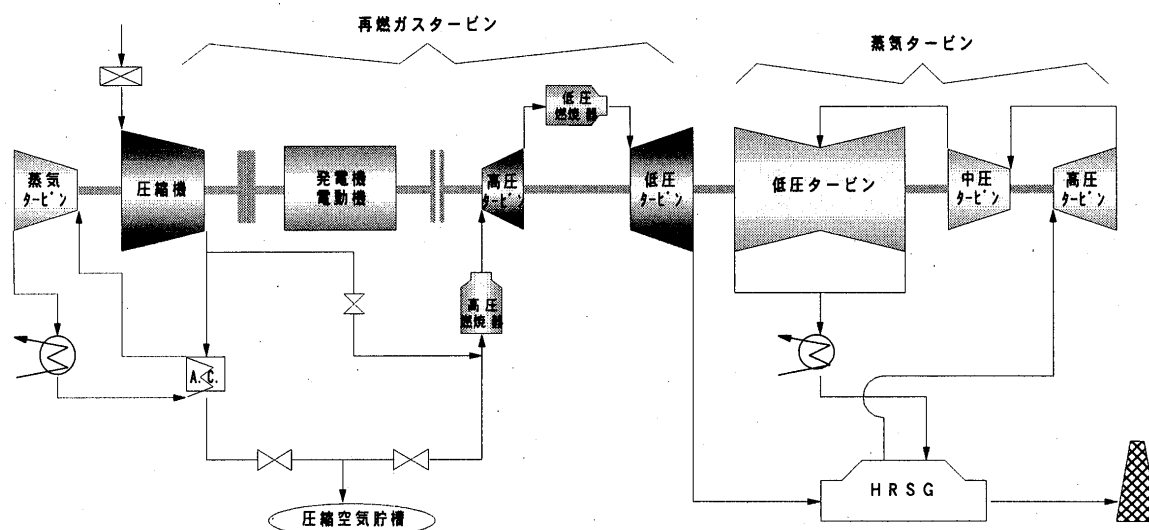 再燃ガスタービン
蒸気タービン
低圧
燃焼器
蒸気
タービン
圧縮機
発電機
電動機
高圧
タービン
低圧
タービン
低圧タービン
中圧
タービン
高圧
タービン
高圧
燃焼器
A.C.
HRSG
圧縮空気貯槽